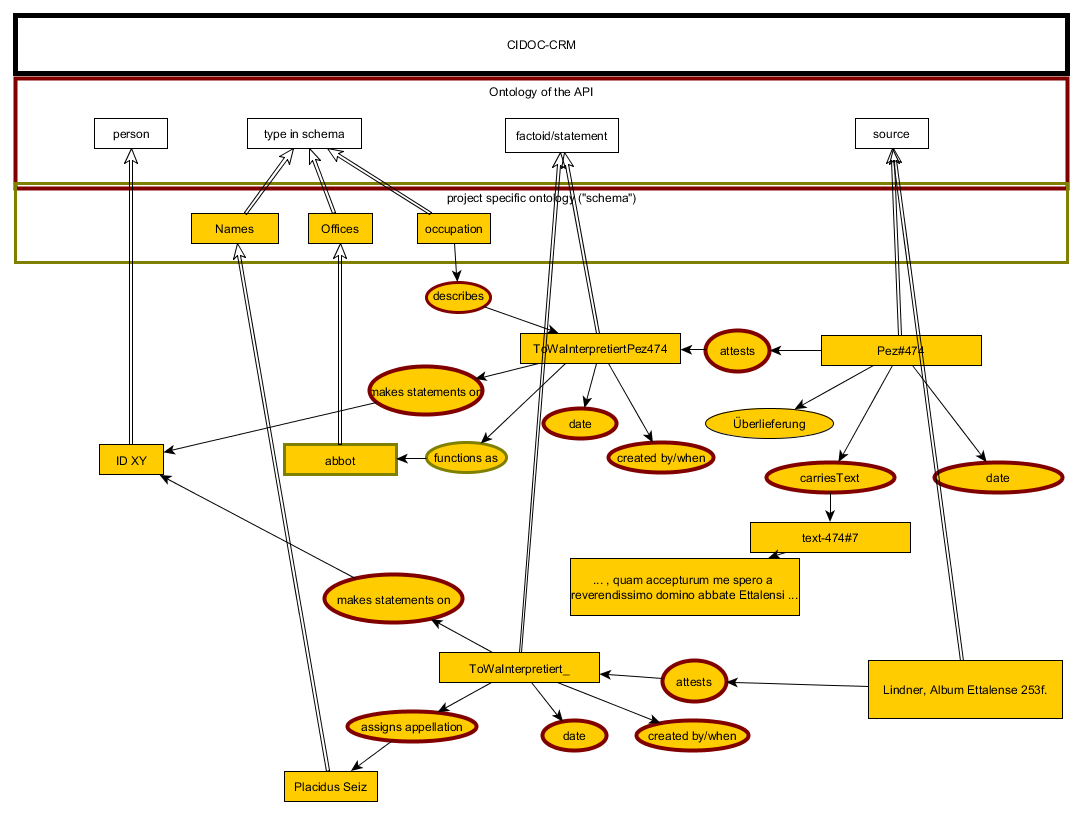 CIDOC-CRM
Ontology of the API
person
type in schema
factoid/statement
source
project specific ontology ("schema")
Names
Offices
occupation
describes
ToWaInterpretiertPez474
attests
Pez#474
makes statements on
date
Überlieferung
functions as
created by/when
ID XY
abbot
carriesText
date
text-474#7
... , quam accepturum me spero a
reverendissimo domino abbate Ettalensi ...
makes statements on
ToWaInterpretiert_
attests
Lindner, Album Ettalense 253f.
assigns appellation
date
created by/when
Placidus Seiz